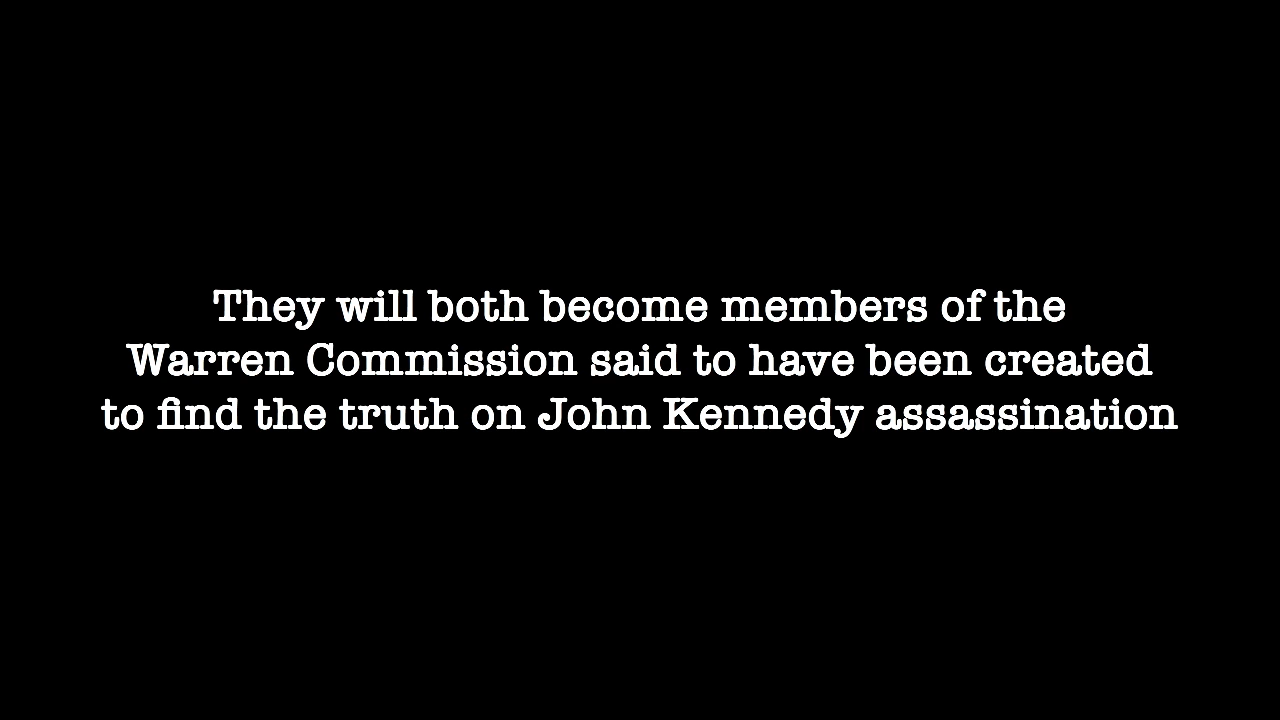 They will both become members of the
Warren Commission said to have been created
to find the truth on John Kennedy assassination